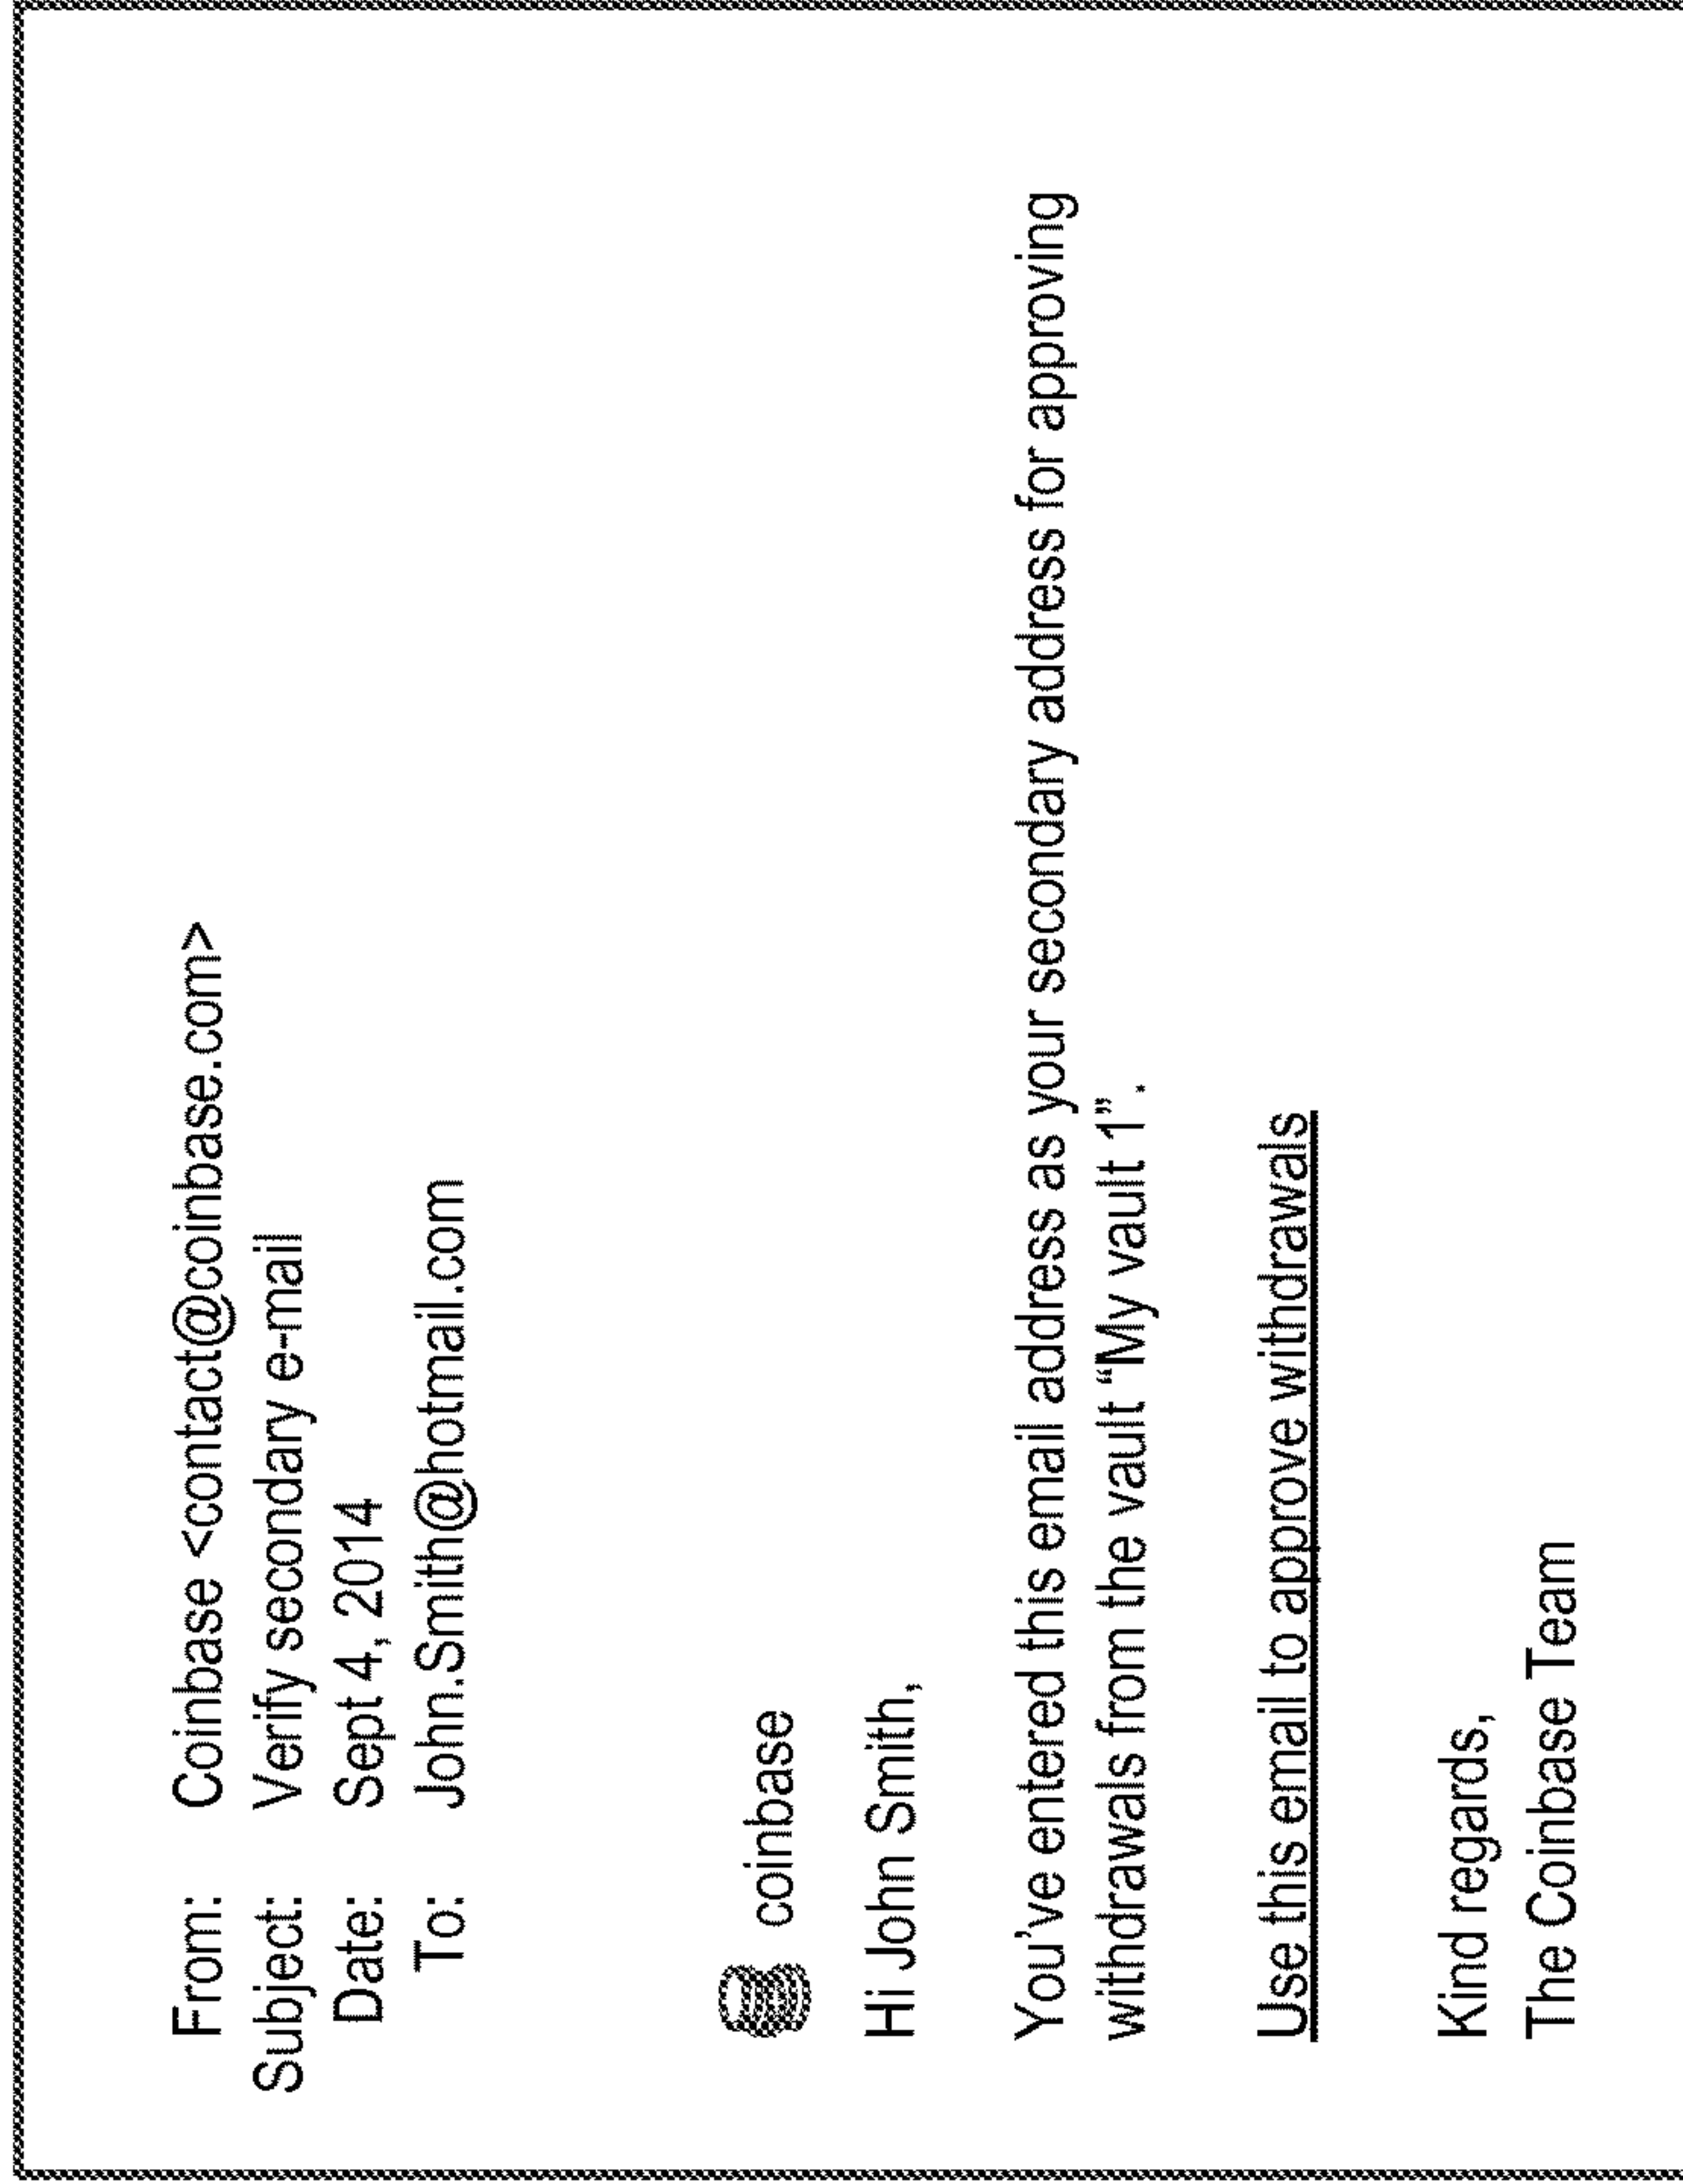 From: Coinbase <contact@coinbase.com>
Subject: Verify secondary e-mail
Date: Sept 4, 2014
To: John.Smith@hotmail.com
coinbase
Hi John Smith,
You've entered this email address as your secondary address for approving
withdrawals from the vault “My vault 1”.
Use this email to approve withdrawals
Kind regards,
The Coinbase Team